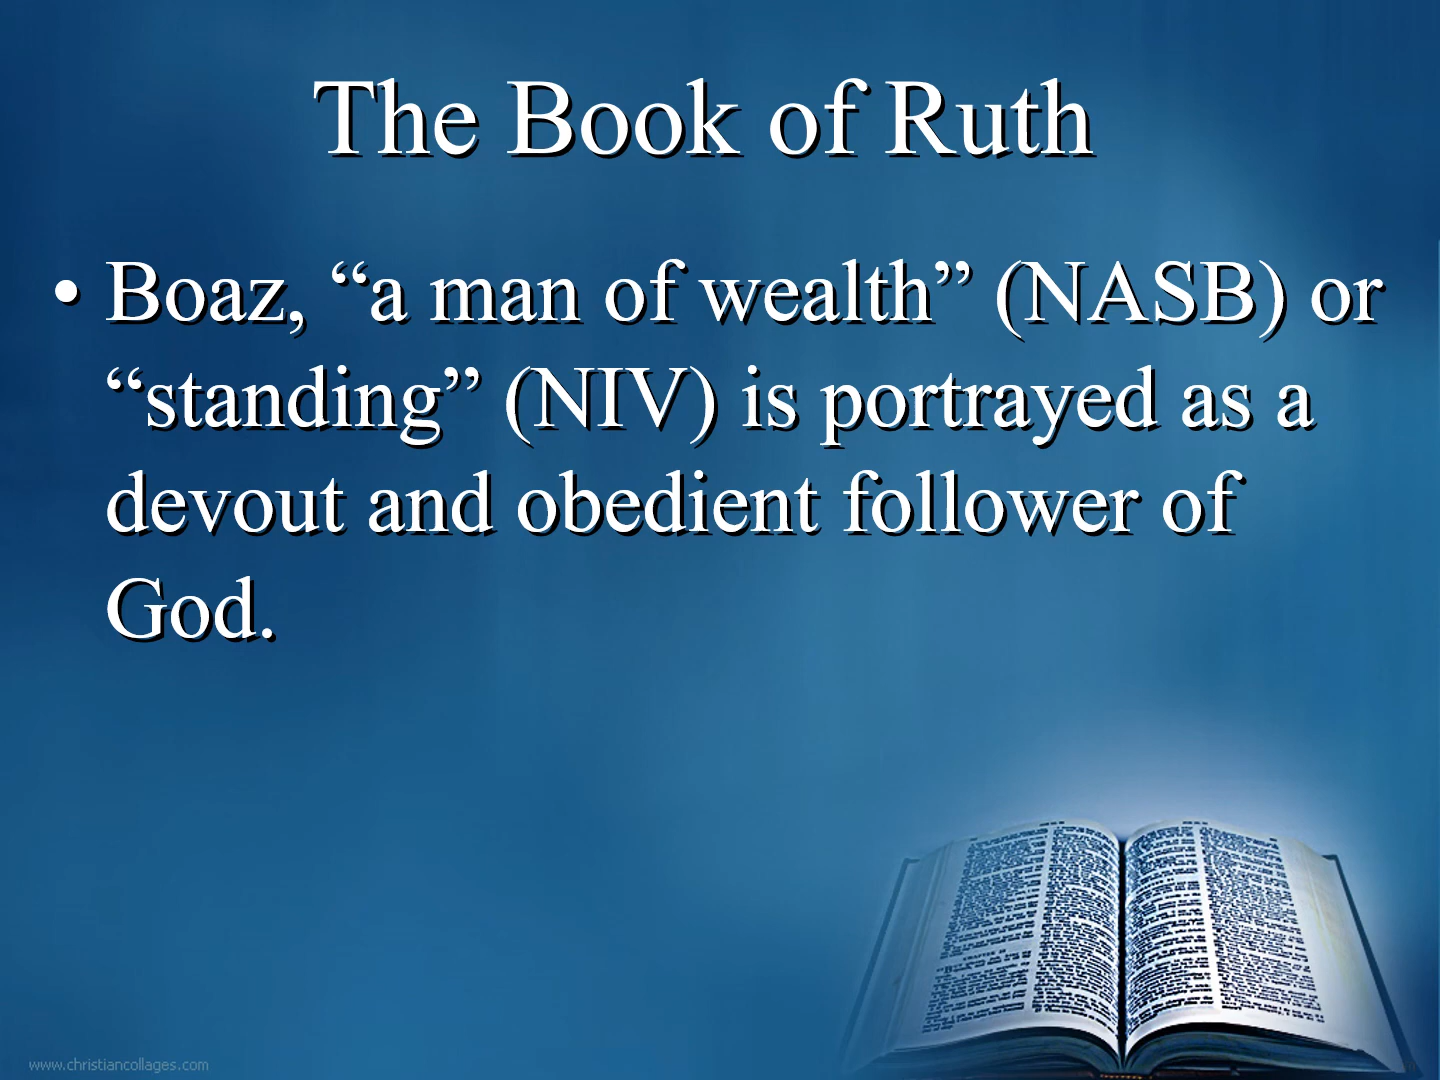 The Book of Ruth
• Boaz, “a man of wealth” (NASB) or
“standing” (NIV) is portrayed as a
devout and obedient follower of
God.
www.christiancollages.com